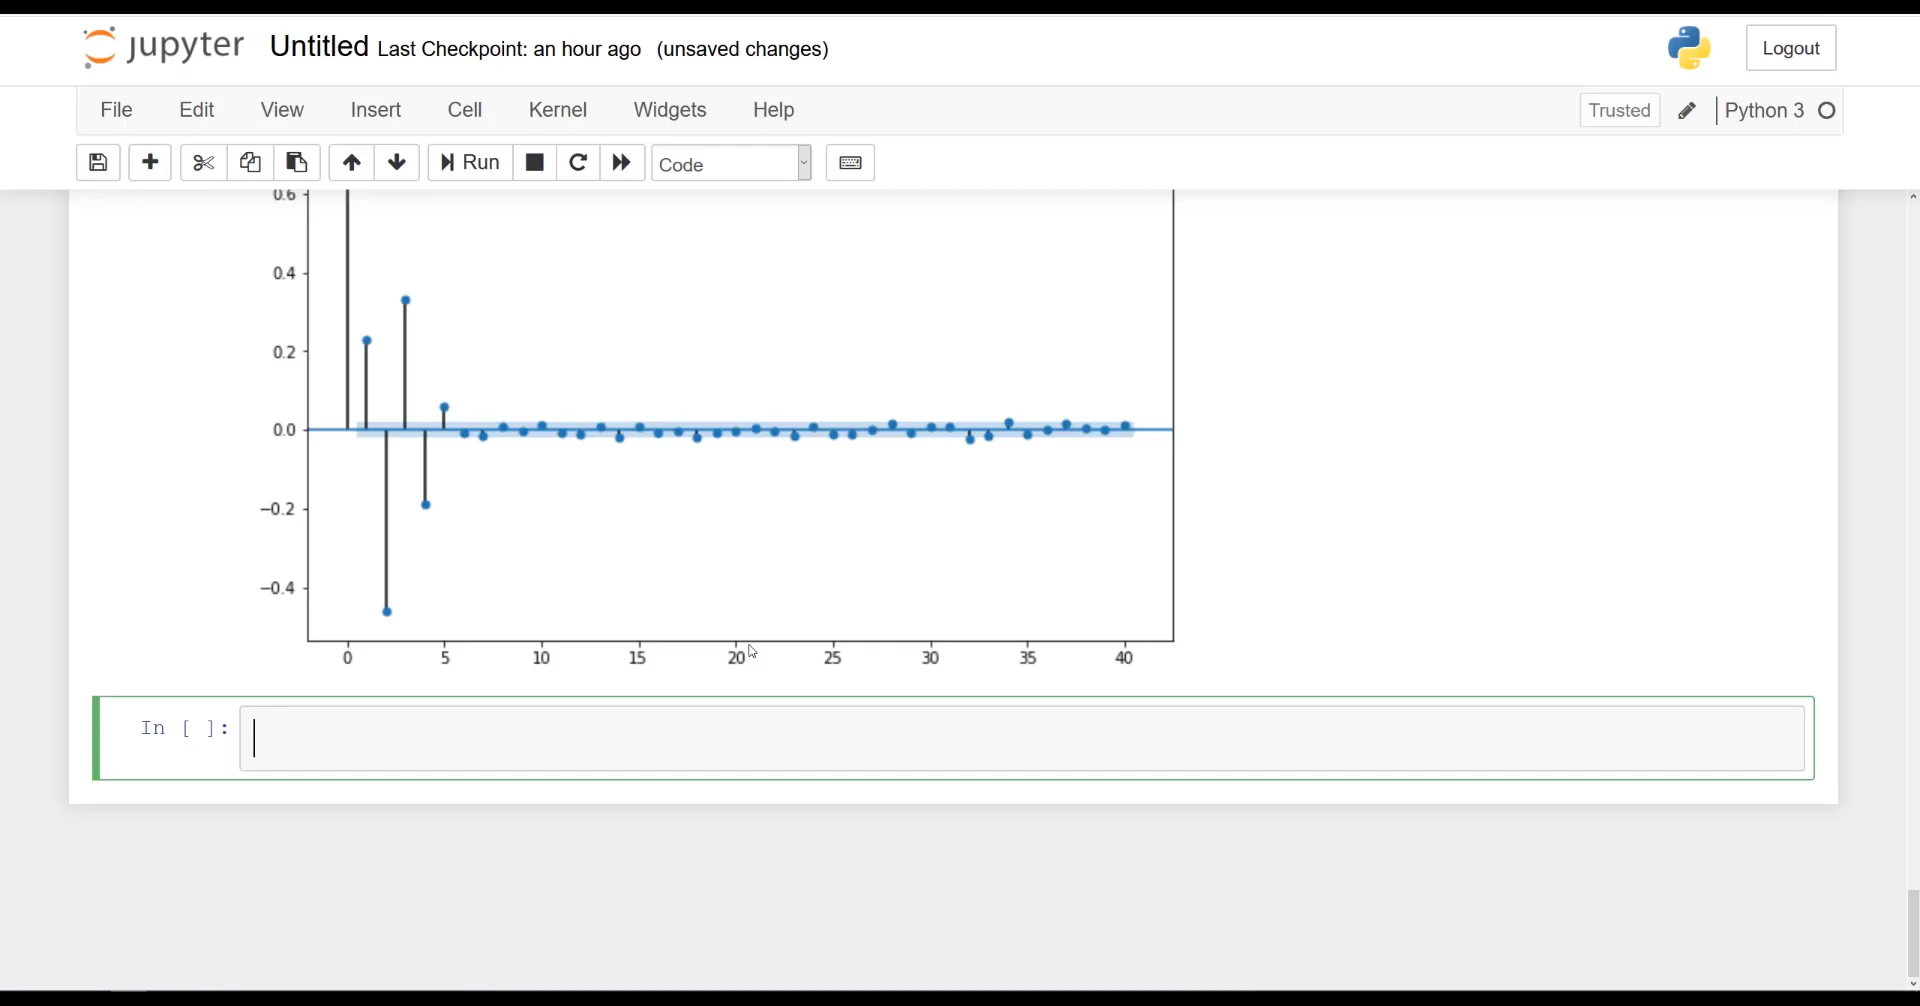 jupyter Untitled Last Checkpoint: an hour ago (unsaved changes) Logout
File Edit View Insert Cell Kernel Widgets Help Trusted Python 3
Run Code
0.6
0.4
0.2
0.0
−0.2
−0.4
0 5 10 15 20 25 30 35 40
In [ ]: